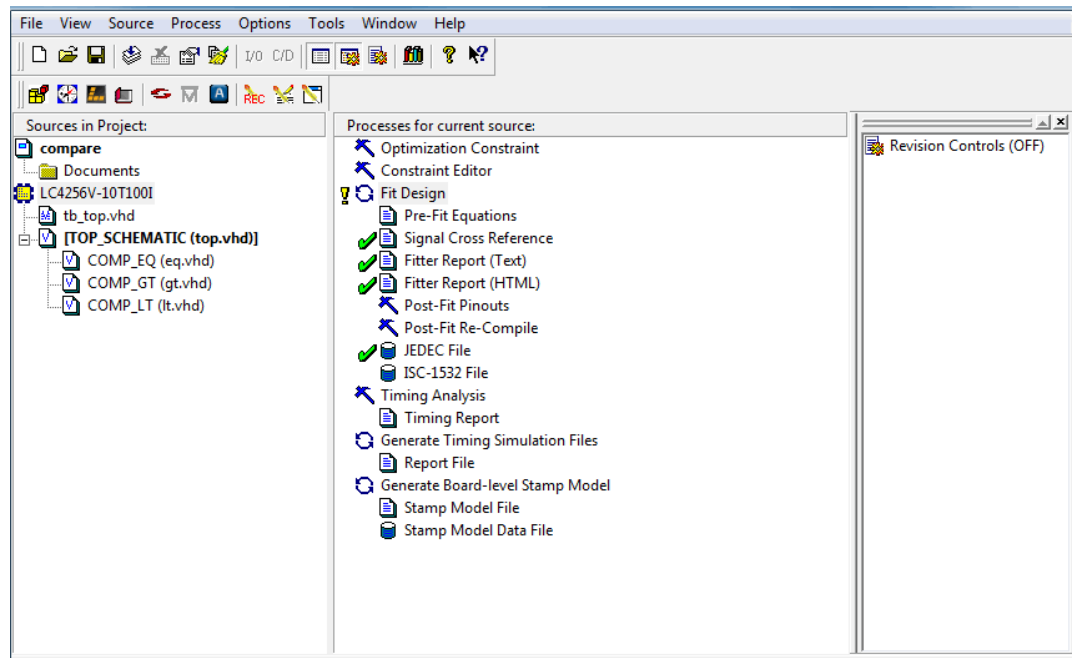 File View Source Process Options Tools Window Help
I/O C/D
REC
Sources in Project:
compare
Documents
LC4256V-10T100I
tb_top.vhd
[TOP_SCHEMATIC (top.vhd)]
COMP_EQ (eq.vhd)
COMP_GT (gt.vhd)
COMP_LT (lt.vhd)
Processes for current source:
Optimization Constraint
Constraint Editor
Fit Design
Pre-Fit Equations
Signal Cross Reference
Fitter Report (Text)
Fitter Report (HTML)
Post-Fit Pinouts
Post-Fit Re-Compile
JEDEC File
ISC-1532 File
Timing Analysis
Timing Report
Generate Timing Simulation Files
Report File
Generate Board-level Stamp Model
Stamp Model File
Stamp Model Data File
Revision Controls (OFF)